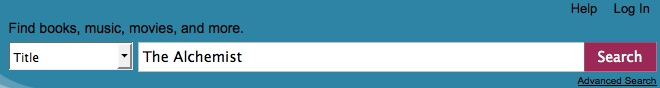 Help Log In
Find books, music, movies, and more.
Title The Alchemist Search
Advanced Search